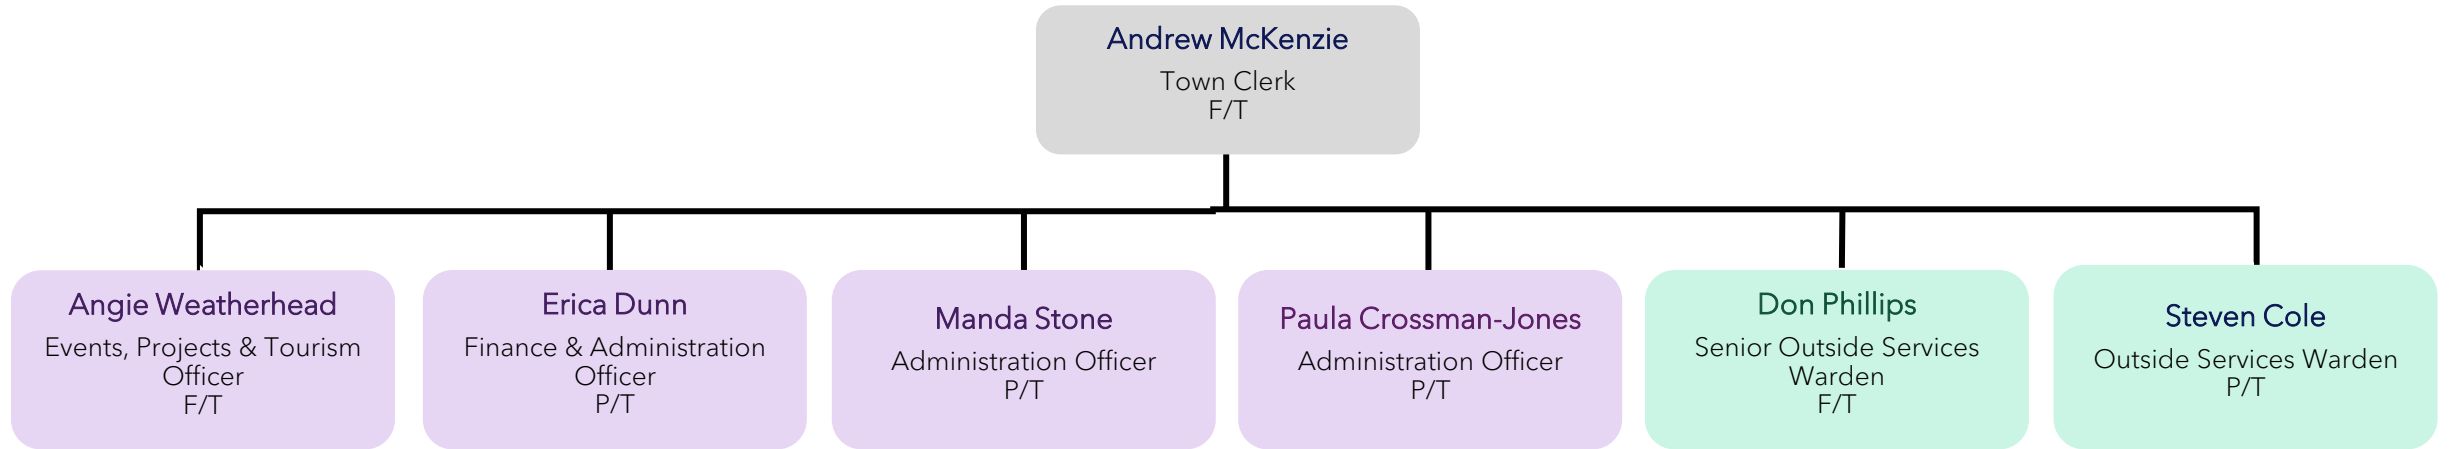 Andrew McKenzie
Town Clerk
F/T
Angie Weatherhead
Events, Projects & Tourism
Officer
F/T
Erica Dunn
Finance & Administration
Officer
P/T
Manda Stone
Administration Officer
P/T
Paula Crossman-Jones
Administration Officer
P/T
Don Phillips
Senior Outside Services
Warden
F/T
Steven Cole
Outside Services Warden
P/T